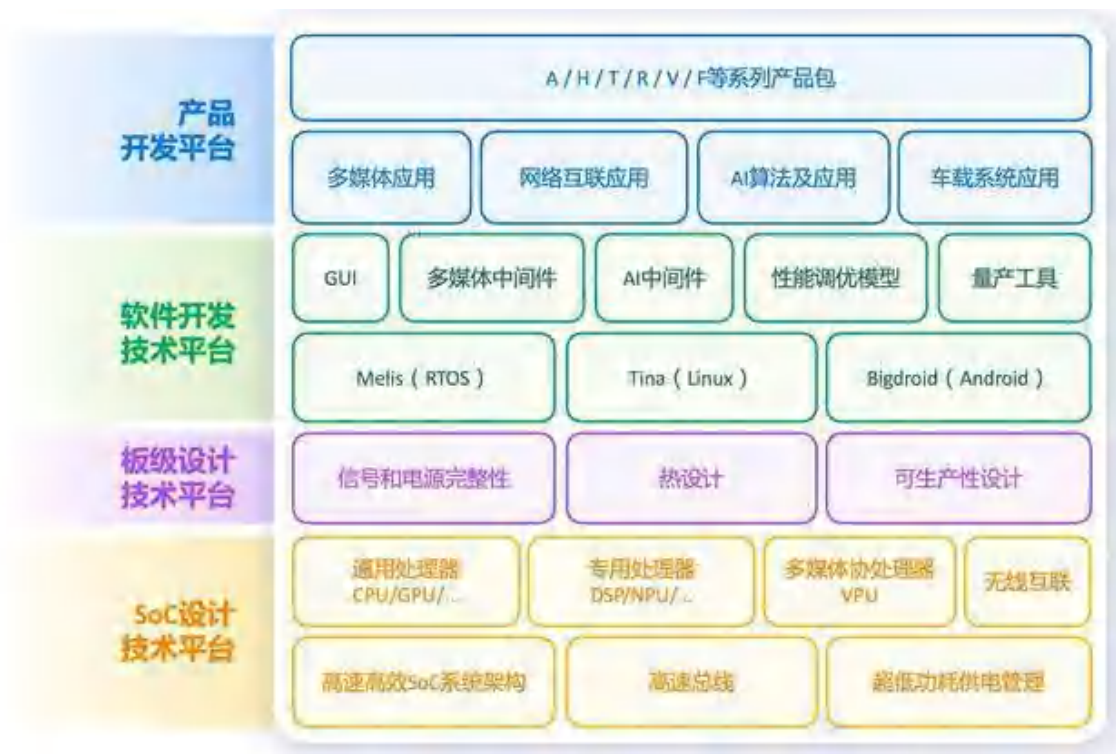 产品
开发平台
A / H / T / R / V / F等系列产品包
多媒体应用
网络互联应用
AI算法及应用
车载系统应用
软件开发
技术平台
GUI
多媒体中间件
AI中间件
性能调优模型
量产工具
Melis（RTOS）
Tina（Linux）
Bigdroid（Android）
板级设计
技术平台
信号和电源完整性
热设计
可生产性设计
SoC设计
技术平台
通用处理器
CPU/GPU/...
专用处理器
DSP/NPU/...
多媒体协处理器
VPU
无线互联
高速高效SoC系统架构
高速总线
超低功耗供电管理